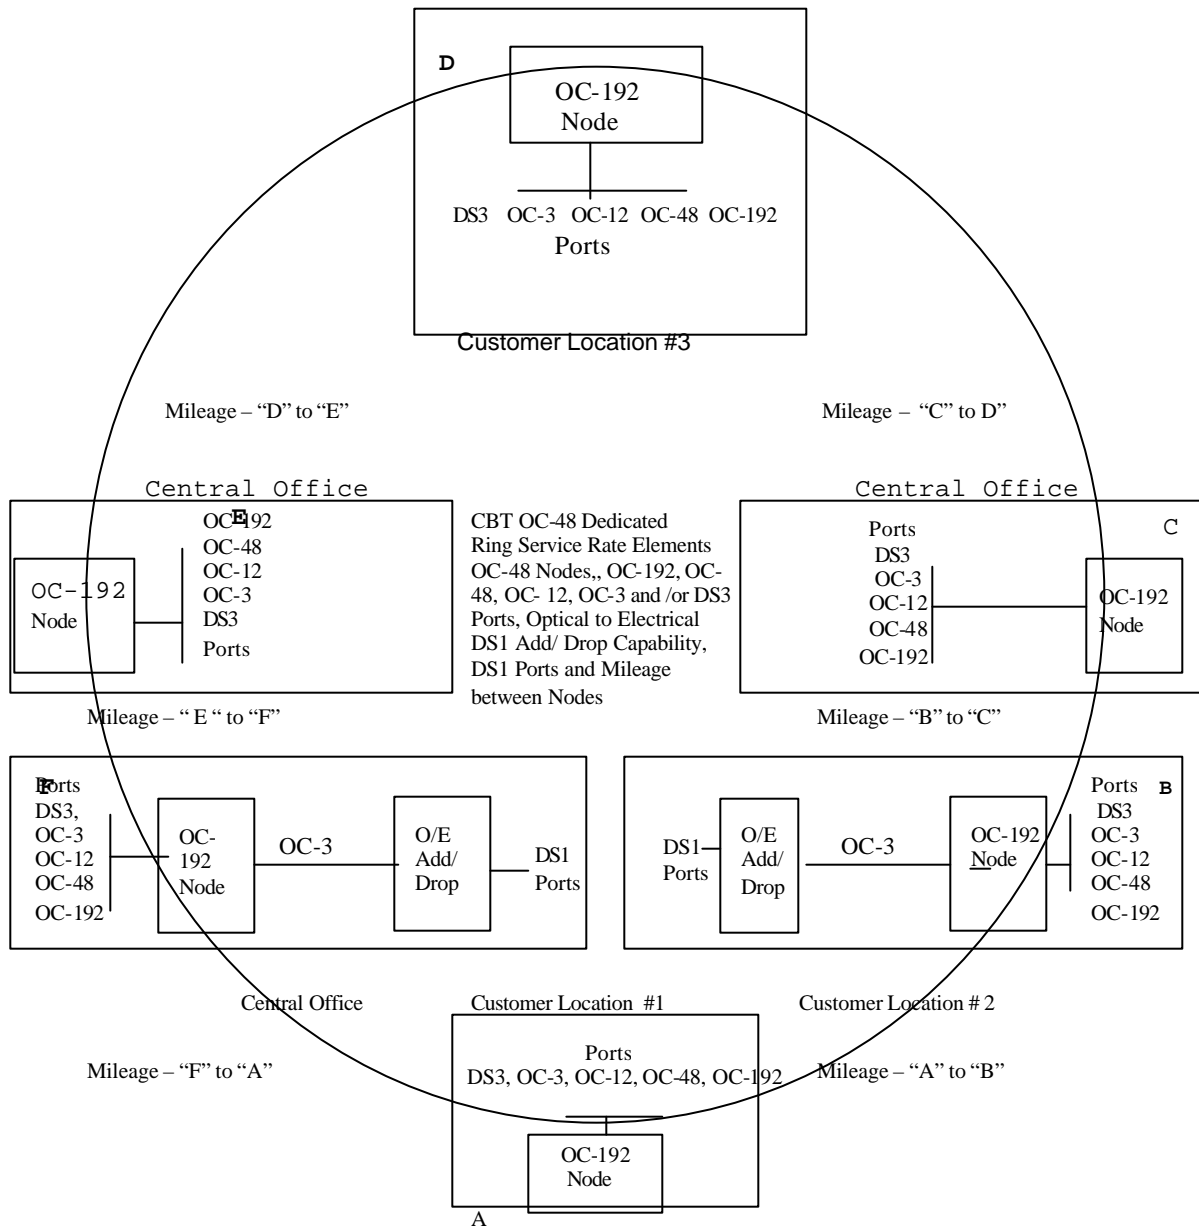 D
OC-192
Node
DS3 OC-3 OC-12 OC-48 OC-192
Ports
Customer Location #3
Mileage – “D” to “E”
Mileage – “C” to D”
Central Office
E
OC-192
OC-48
OC-12
OC-3
DS3
Ports
OC-192
Node
CBT OC-48 Dedicated
Ring Service Rate Elements
OC-48 Nodes,, OC-192, OC-
48, OC- 12, OC-3 and /or DS3
Ports, Optical to Electrical
DS1 Add/ Drop Capability,
DS1 Ports and Mileage
between Nodes
Central Office
C
Ports
DS3
OC-3
OC-12
OC-48
OC-192
OC-192
Node
Mileage – “ E “ to “F”
Mileage – “B” to “C”
F
Ports
DS3,
OC-3
OC-12
OC-48
OC-192
OC-
192
Node
OC-3
O/E
Add/
Drop
DS1
Ports
DS1
Ports
O/E
Add/
Drop
OC-3
OC-192
Node
Ports
B
DS3
OC-3
OC-12
OC-48
OC-192
Central Office
Customer Location #1
Customer Location # 2
Mileage – “F” to “A”
Ports
DS3, OC-3, OC-12, OC-48, OC-192
Mileage – “A” to “B”
OC-192
Node
A